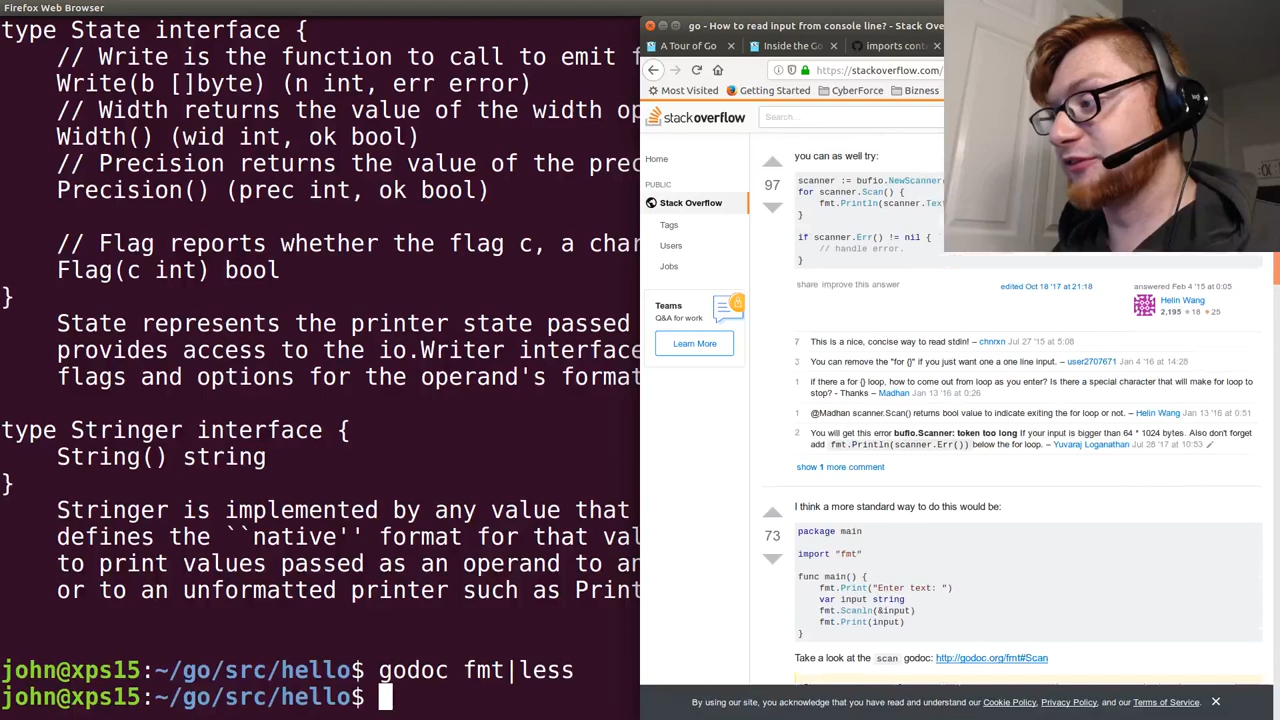 Firefox Web Browser
type State interface {
// Write is the function to call to emit f
Write(b []byte) (n int, err error)
// Width returns the value of the width op
Width() (wid int, ok bool)
// Precision returns the value of the prec
Precision() (prec int, ok bool)
// Flag reports whether the flag c, a char
Flag(c int) bool
}
State represents the printer state passed
provides access to the io.Writer interface
flags and options for the operand's format
type Stringer interface {
String() string
}
Stringer is implemented by any value that
defines the ``native'' format for that val
to print values passed as an operand to an
or to an unformatted printer such as Print
john@xps15:~/go/src/hello$ godoc fmt|less
john@xps15:~/go/src/hello$
go - How to read input from console line? - Stack Ove
A Tour of Go
Inside the Go
imports cont
https://stackoverflow.com/
Most Visited
Getting Started
CyberForce
Bizness
stackoverflow
Search...
Home
PUBLIC
Stack Overflow
Tags
Users
Jobs
Teams
Q&A for work
Learn More
you can as well try:
97
scanner := bufio.NewScanner(
for scanner.Scan() {
fmt.Println(scanner.Tex
}
if scanner.Err() != nil {
// handle error.
}
share improve this answer
edited Oct 18 '17 at 21:18
answered Feb 4 '15 at 0:05
Helin Wang
2,195 18 25
7 This is a nice, concise way to read stdin! – chnrxn Jul 27 '15 at 5:08
3 You can remove the "for {}" if you just want one a one line input. – user2707671 Jan 4 '16 at 14:28
1 if there a for {} loop, how to come out from loop as you enter? Is there a special character that will make for loop to
stop? - Thanks – Madhan Jan 13 '16 at 0:26
1 @Madhan scanner.Scan() returns bool value to indicate exiting the for loop or not. – Helin Wang Jan 13 '16 at 0:51
2 You will get this error bufio.Scanner: token too long If your input is bigger than 64 * 1024 bytes. Also don't forget
add fmt.Println(scanner.Err()) below the for loop. – Yuvaraj Loganathan Jul 28 '17 at 10:53
show 1 more comment
I think a more standard way to do this would be:
73
package main
import "fmt"
func main() {
fmt.Print("Enter text: ")
var input string
fmt.Scanln(&input)
fmt.Print(input)
}
Take a look at the scan godoc: http://godoc.org/fmt#Scan
By using our site, you acknowledge that you have read and understand our Cookie Policy, Privacy Policy, and our Terms of Service.